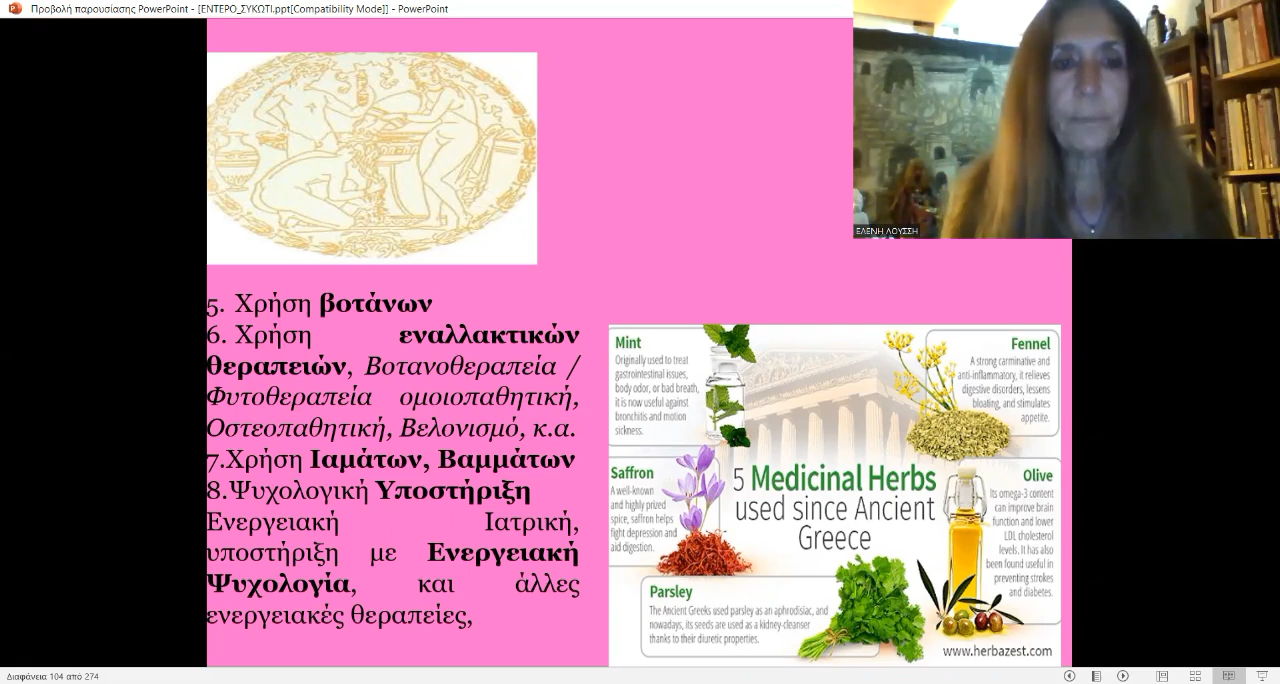 Προβολή παρουσίασης PowerPoint - [ΕΝΤΕΡΟ_ΣΥΚΩΤΙ.ppt[Compatibility Mode]] - PowerPoint
ΕΛΕΝΗ ΛΟΥΣΣΗ
5. Χρήση βοτάνων
6. Χρήση εναλλακτικών
θεραπειών, Βοτανοθεραπεία /
Φυτοθεραπεία ομοιοπαθητική,
Οστεοπαθητική, Βελονισμό, κ.α.
7.Χρήση Ιαμάτων, Βαμμάτων
8.Ψυχολογική Υποστήριξη
Ενεργειακή Ιατρική,
υποστήριξη με Ενεργειακή
Ψυχολογία, και άλλες
ενεργειακές θεραπείες,
Mint
Originally used to treat
gastrointestinal issues,
body odor, or bad breath,
it is now useful against
bronchitis and motion
sickness.
Fennel
A strong carminative and
anti-inflammatory, it relieves
digestive disorders, lessens
bloating, and stimulates
appetite.
Saffron
A well-known
and highly prized
spice, saffron helps
fight depression and
aid digestion.
5 Medicinal Herbs
used since Ancient
Greece
Olive
Its omega-3 content
can improve brain
function and lower
LDL cholesterol
levels. It has also
been found useful in
preventing strokes
and diabetes.
Parsley
The Ancient Greeks used parsley as an aphrodisiac, and
nowadays, its seeds are used as a kidney-cleanser
thanks to their diuretic properties.
www.herbazest.com
Διαφάνεια 104 από 274